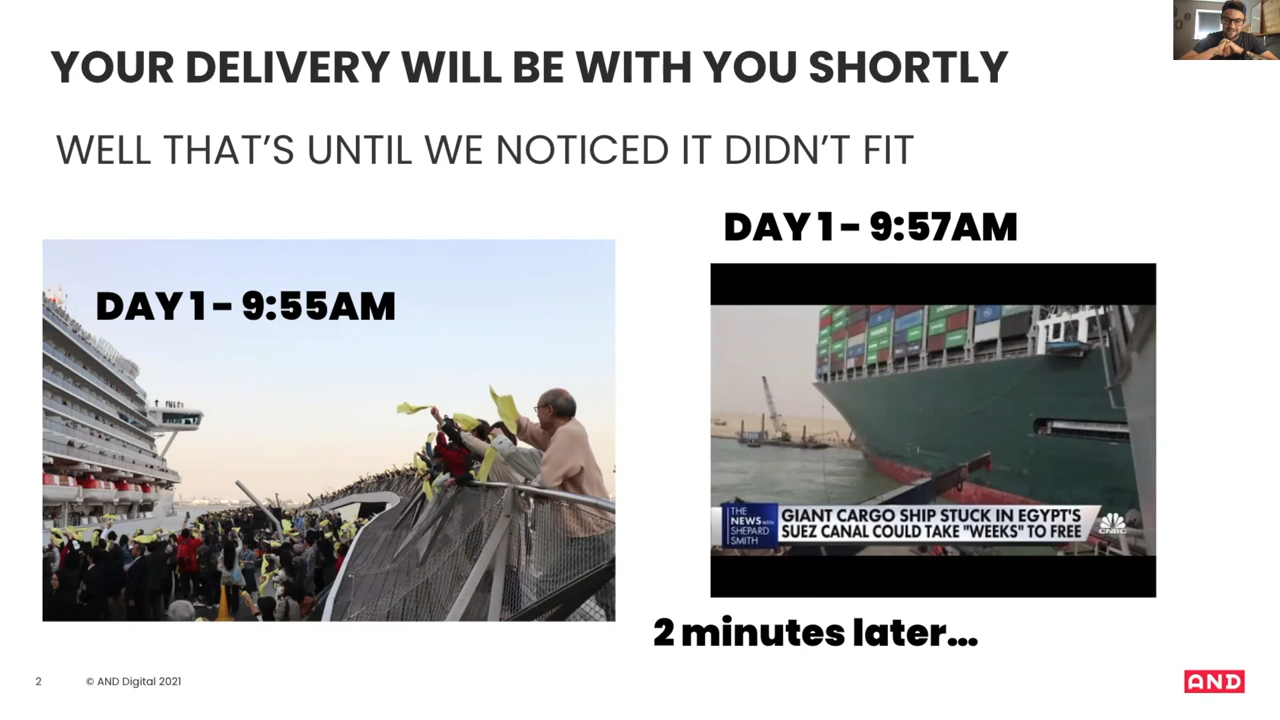 YOUR DELIVERY WILL BE WITH YOU SHORTLY
WELL THAT'S UNTIL WE NOTICED IT DIDN'T FIT
DAY 1 - 9:55AM
DAY 1 - 9:57AM
THE
NEWS WITH
SHEPARD
SMITH
GIANT CARGO SHIP STUCK IN EGYPT'S
SUEZ CANAL COULD TAKE "WEEKS" TO FREE
CNBC
2 minutes later...
2
© AND Digital 2021
AND